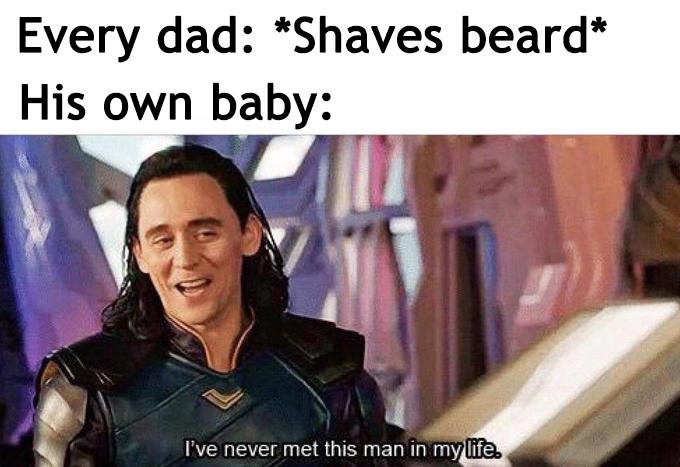 Every dad: *Shaves beard*
His own baby:
I've never met this man in my life.